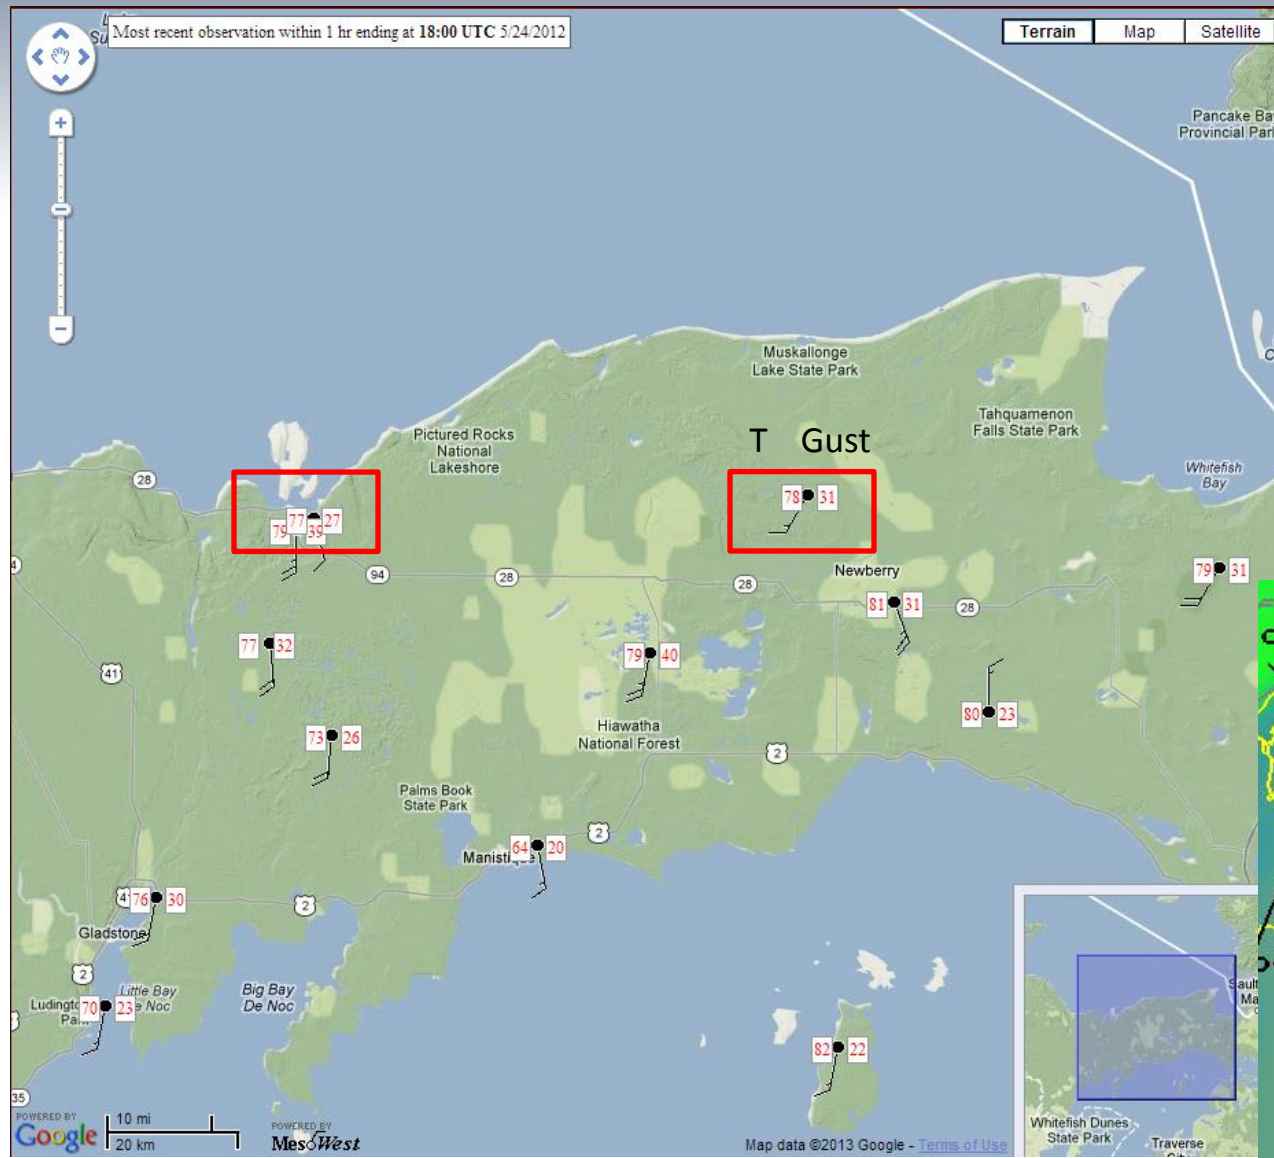 Most recent observation within 1 hr ending at 18:00 UTC 5/24/2012
Terrain
Map
Satellite
Pancake Ba
Provincial Park
Muskallonge
Lake State Park
Tahquamenon
Falls State Park
Pictured Rocks
National
Lakeshore
T Gust
Whitefish
Bay
28
78 31
77 27
79 39
94
28
28
Newberry
79 31
81 31
28
77 32
79 40
41
80 23
Hiawatha
National Forest
73 26
2
Palms Book
State Park
64 20
2
Manistique
76 30
2
Gladstone
2
Little Bay
De Noc
Big Bay
De Noc
70 23
82 22
35
POWERED BY
Google
10 mi
20 km
POWERED BY
MesoWest
Map data ©2013 Google - Terms of Use
Whitefish Dunes
State Park
Traverse